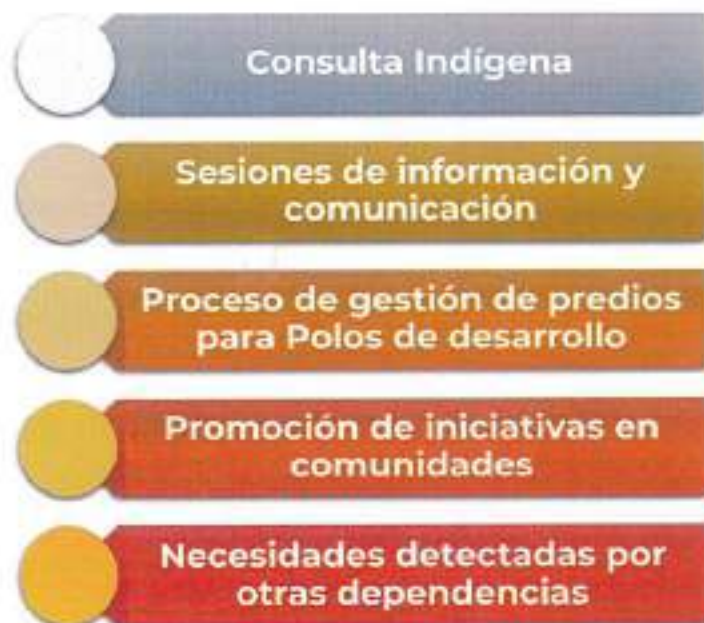 Consulta Indígena
Sesiones de información y
comunicación
Proceso de gestión de predios
para Polos de desarrollo
Promoción de iniciativas en
comunidades
Necesidades detectadas por
otras dependencias